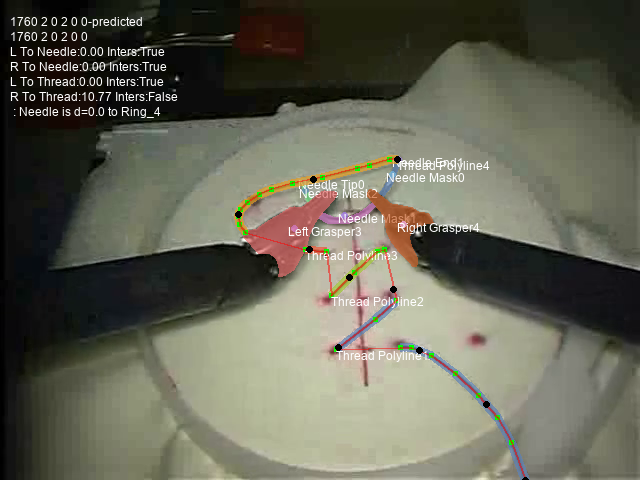 1760 2 0 2 0 0-predicted
1760 2 0 2 0 0
L To Needle:0.00 Inters:True
R To Needle:0.00 Inters:True
L To Thread:0.00 Inters:True
R To Thread:10.77 Inters:False
: Needle is d=0.0 to Ring_4
Needle End1
Thread Polyline4
Needle Mask0
Needle Tip0
Needle Mask2
Needle Mask1
Left Grasper3
Right Grasper4
Thread Polyline3
Thread Polyline2
Thread Polyline1